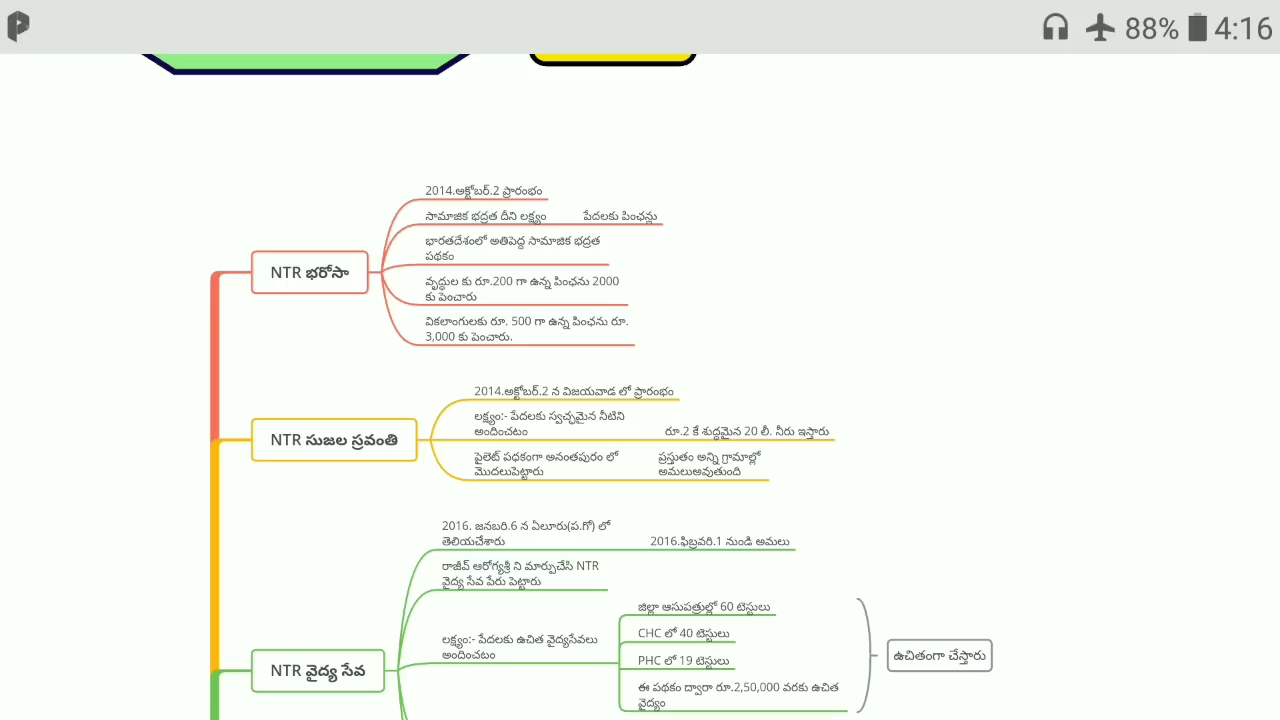 88% 4:16
2014.అక్టోబర్.2 ప్రారంభం
సామాజిక భద్రత దీని లక్ష్యం పేదలకు పింఛన్లు
భారతదేశంలో అతిపెద్ద సామాజిక భద్రత
పథకం
NTR భరోసా
వృద్ధుల కు రూ.200 గా ఉన్న పింఛను 2000
కు పెంచారు
వికలాంగులకు రూ. 500 గా ఉన్న పింఛను రూ.
3,000 కు పెంచారు.
2014.అక్టోబర్.2 న విజయవాడ లో ప్రారంభం
లక్ష్యం:- పేదలకు స్వచ్ఛమైన నీటిని
అందించటం రూ.2 కే శుద్ధమైన 20 లీ. నీరు ఇస్తారు
NTR సుజల స్రవంతి
పైలెట్ పధకంగా అనంతపురం లో
మొదలుపెట్టారు
ప్రస్తుతం అన్ని గ్రామాల్లో
అమలుఅవుతుంది
2016. జనబరి.6 న ఏలూరు(ప.గో) లో
తెలియచేశారు 2016.ఫిబ్రవరి.1 నుండి అమలు
రాజీవ్ ఆరోగ్యశ్రీ ని మార్పుచేసి NTR
వైద్య సేవ పేరు పెట్టారు
లక్ష్యం:- పేదలకు ఉచిత వైద్యసేవలు
అందించటం
జిల్లా ఆసుపత్రుల్లో 60 టెస్టులు
CHC లో 40 టెస్టులు
PHC లో 19 టెస్టులు
ఈ పథకం ద్వారా రూ.2,50,000 వరకు ఉచిత
వైద్యం
ఉచితంగా చేస్తారు
NTR వైద్య సేవ